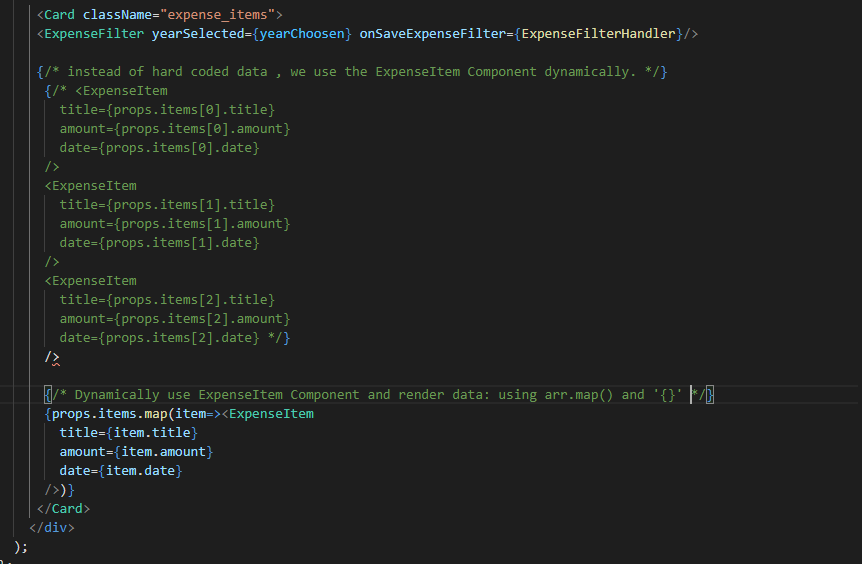 <Card className="expense_items">
<ExpenseFilter yearSelected={yearChoosen} onSaveExpenseFilter={ExpenseFilterHandler}/>
{/* instead of hard coded data , we use the ExpenseItem Component dynamically. */}
{/* <ExpenseItem
title={props.items[0].title}
amount={props.items[0].amount}
date={props.items[0].date}
/>
<ExpenseItem
title={props.items[1].title}
amount={props.items[1].amount}
date={props.items[1].date}
/>
<ExpenseItem
title={props.items[2].title}
amount={props.items[2].amount}
date={props.items[2].date} */}
/>
{/* Dynamically use ExpenseItem Component and render data: using arr.map() and '{}' */}
{props.items.map(item=><ExpenseItem
title={item.title}
amount={item.amount}
date={item.date}
/>)}
</Card>
</div>
);